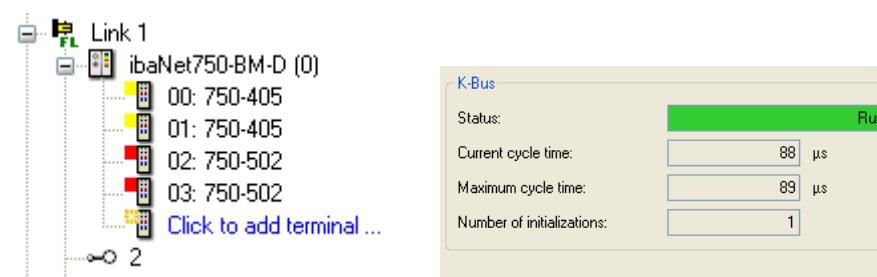 Link 1
FL
ibaNet750-BM-D (0)
00: 750-405
01: 750-405
02: 750-502
03: 750-502
Click to add terminal ...
2
K-Bus
Status:
Ru
Current cycle time: 88 µs
Maximum cycle time: 89 µs
Number of initializations: 1